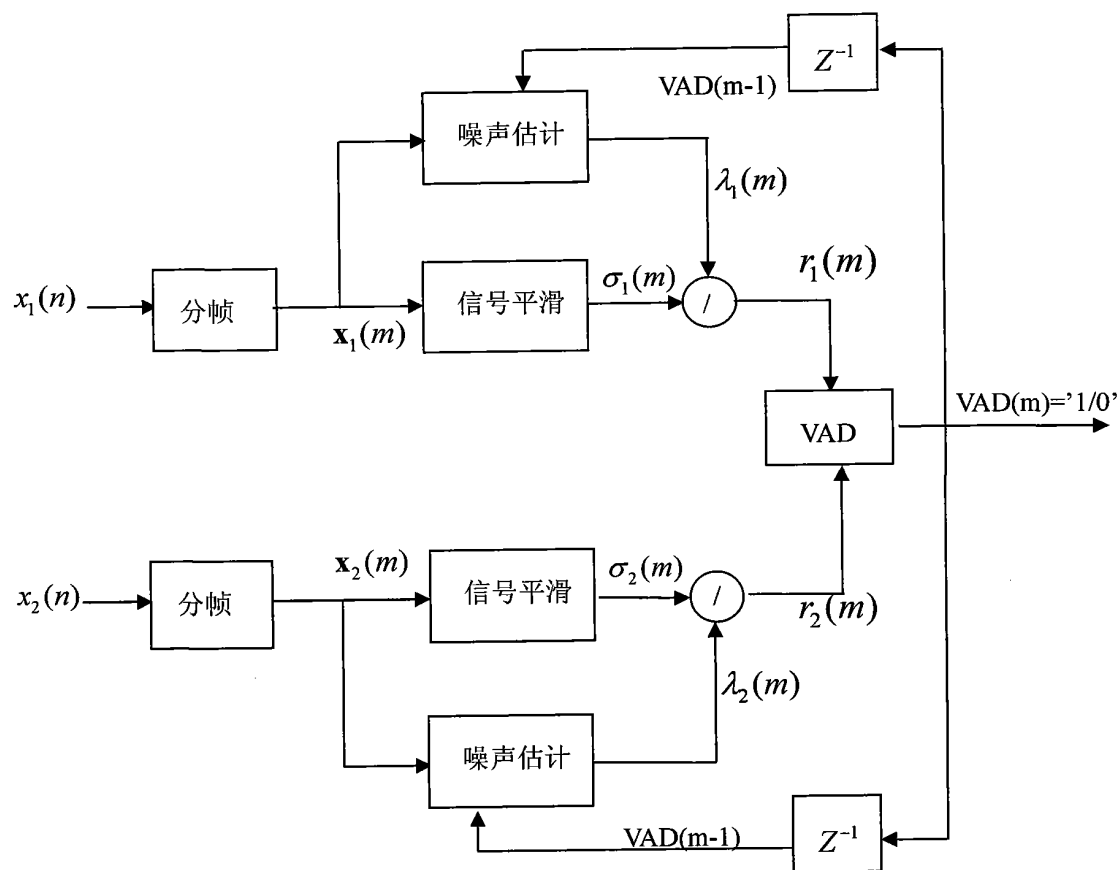 Z⁻¹
VAD(m-1)
噪声估计
λ₁(m)
x₁(n)
分帧
𝐱₁(m)
信号平滑
σ₁(m)
/
r₁(m)
VAD
VAD(m)='1/0'
x₂(n)
分帧
𝐱₂(m)
信号平滑
σ₂(m)
/
r₂(m)
λ₂(m)
噪声估计
VAD(m-1)
Z⁻¹